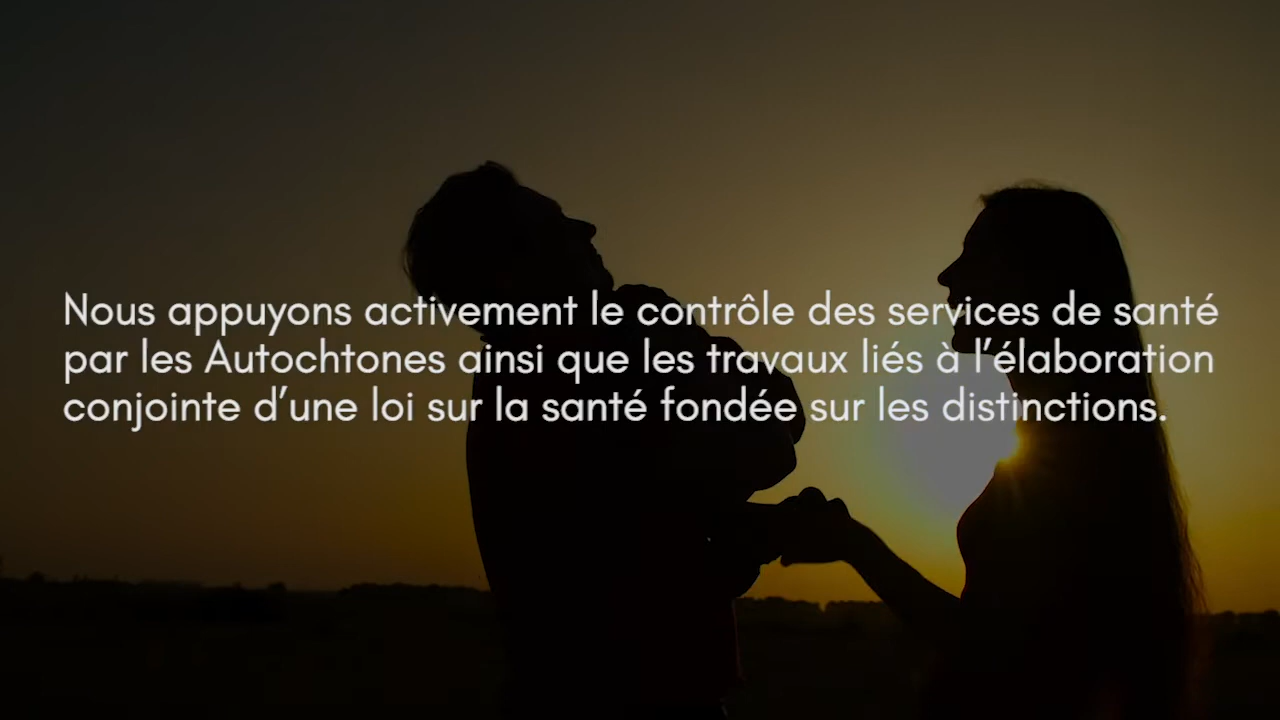 Nous appuyons activement le contrôle des services de santé
par les Autochtones ainsi que les travaux liés à l’élaboration
conjointe d’une loi sur la santé fondée sur les distinctions.